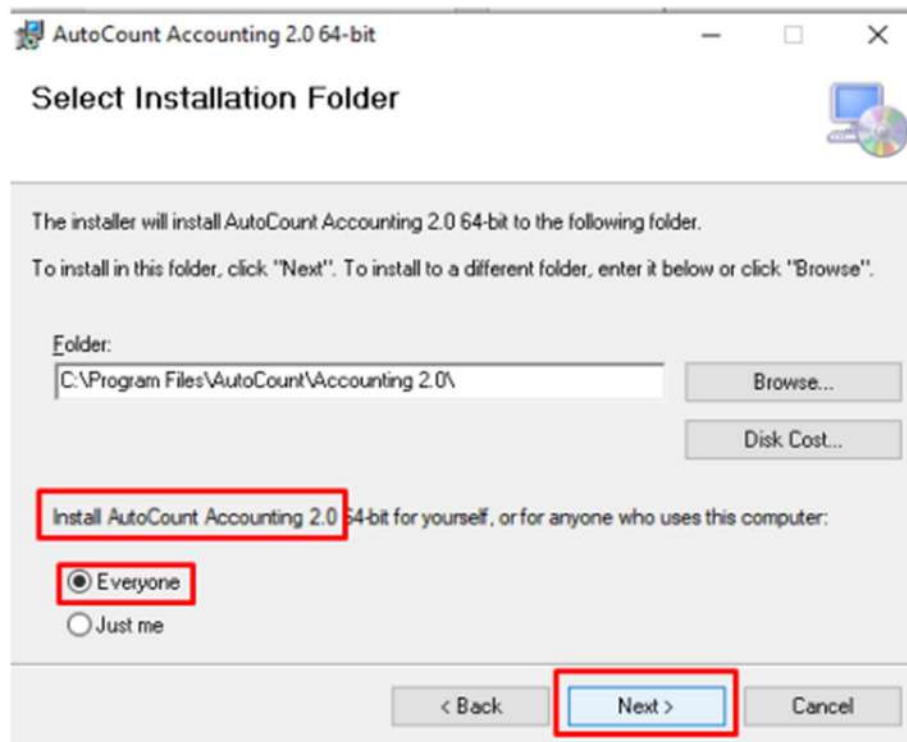 AutoCount Accounting 2.0 64-bit
Select Installation Folder
The installer will install AutoCount Accounting 2.0 64-bit to the following folder.
To install in this folder, click "Next". To install to a different folder, enter it below or click "Browse".
Folder:
C:\Program Files\AutoCount\Accounting 2.0\
Browse...
Disk Cost...
Install AutoCount Accounting 2.0 64-bit for yourself, or for anyone who uses this computer:
Everyone
Just me
< Back Next > Cancel